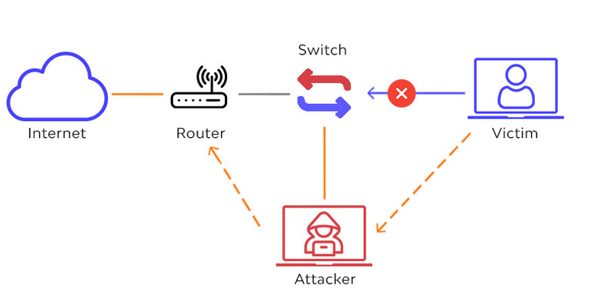 Switch
Internet
Router
Victim
Attacker